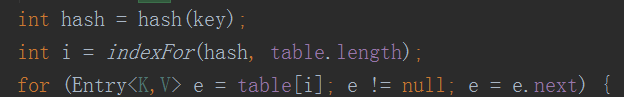 int hash = hash(key);
int i = indexFor(hash, table.length);
for (Entry<K,V> e = table[i]; e != null; e = e.next) {